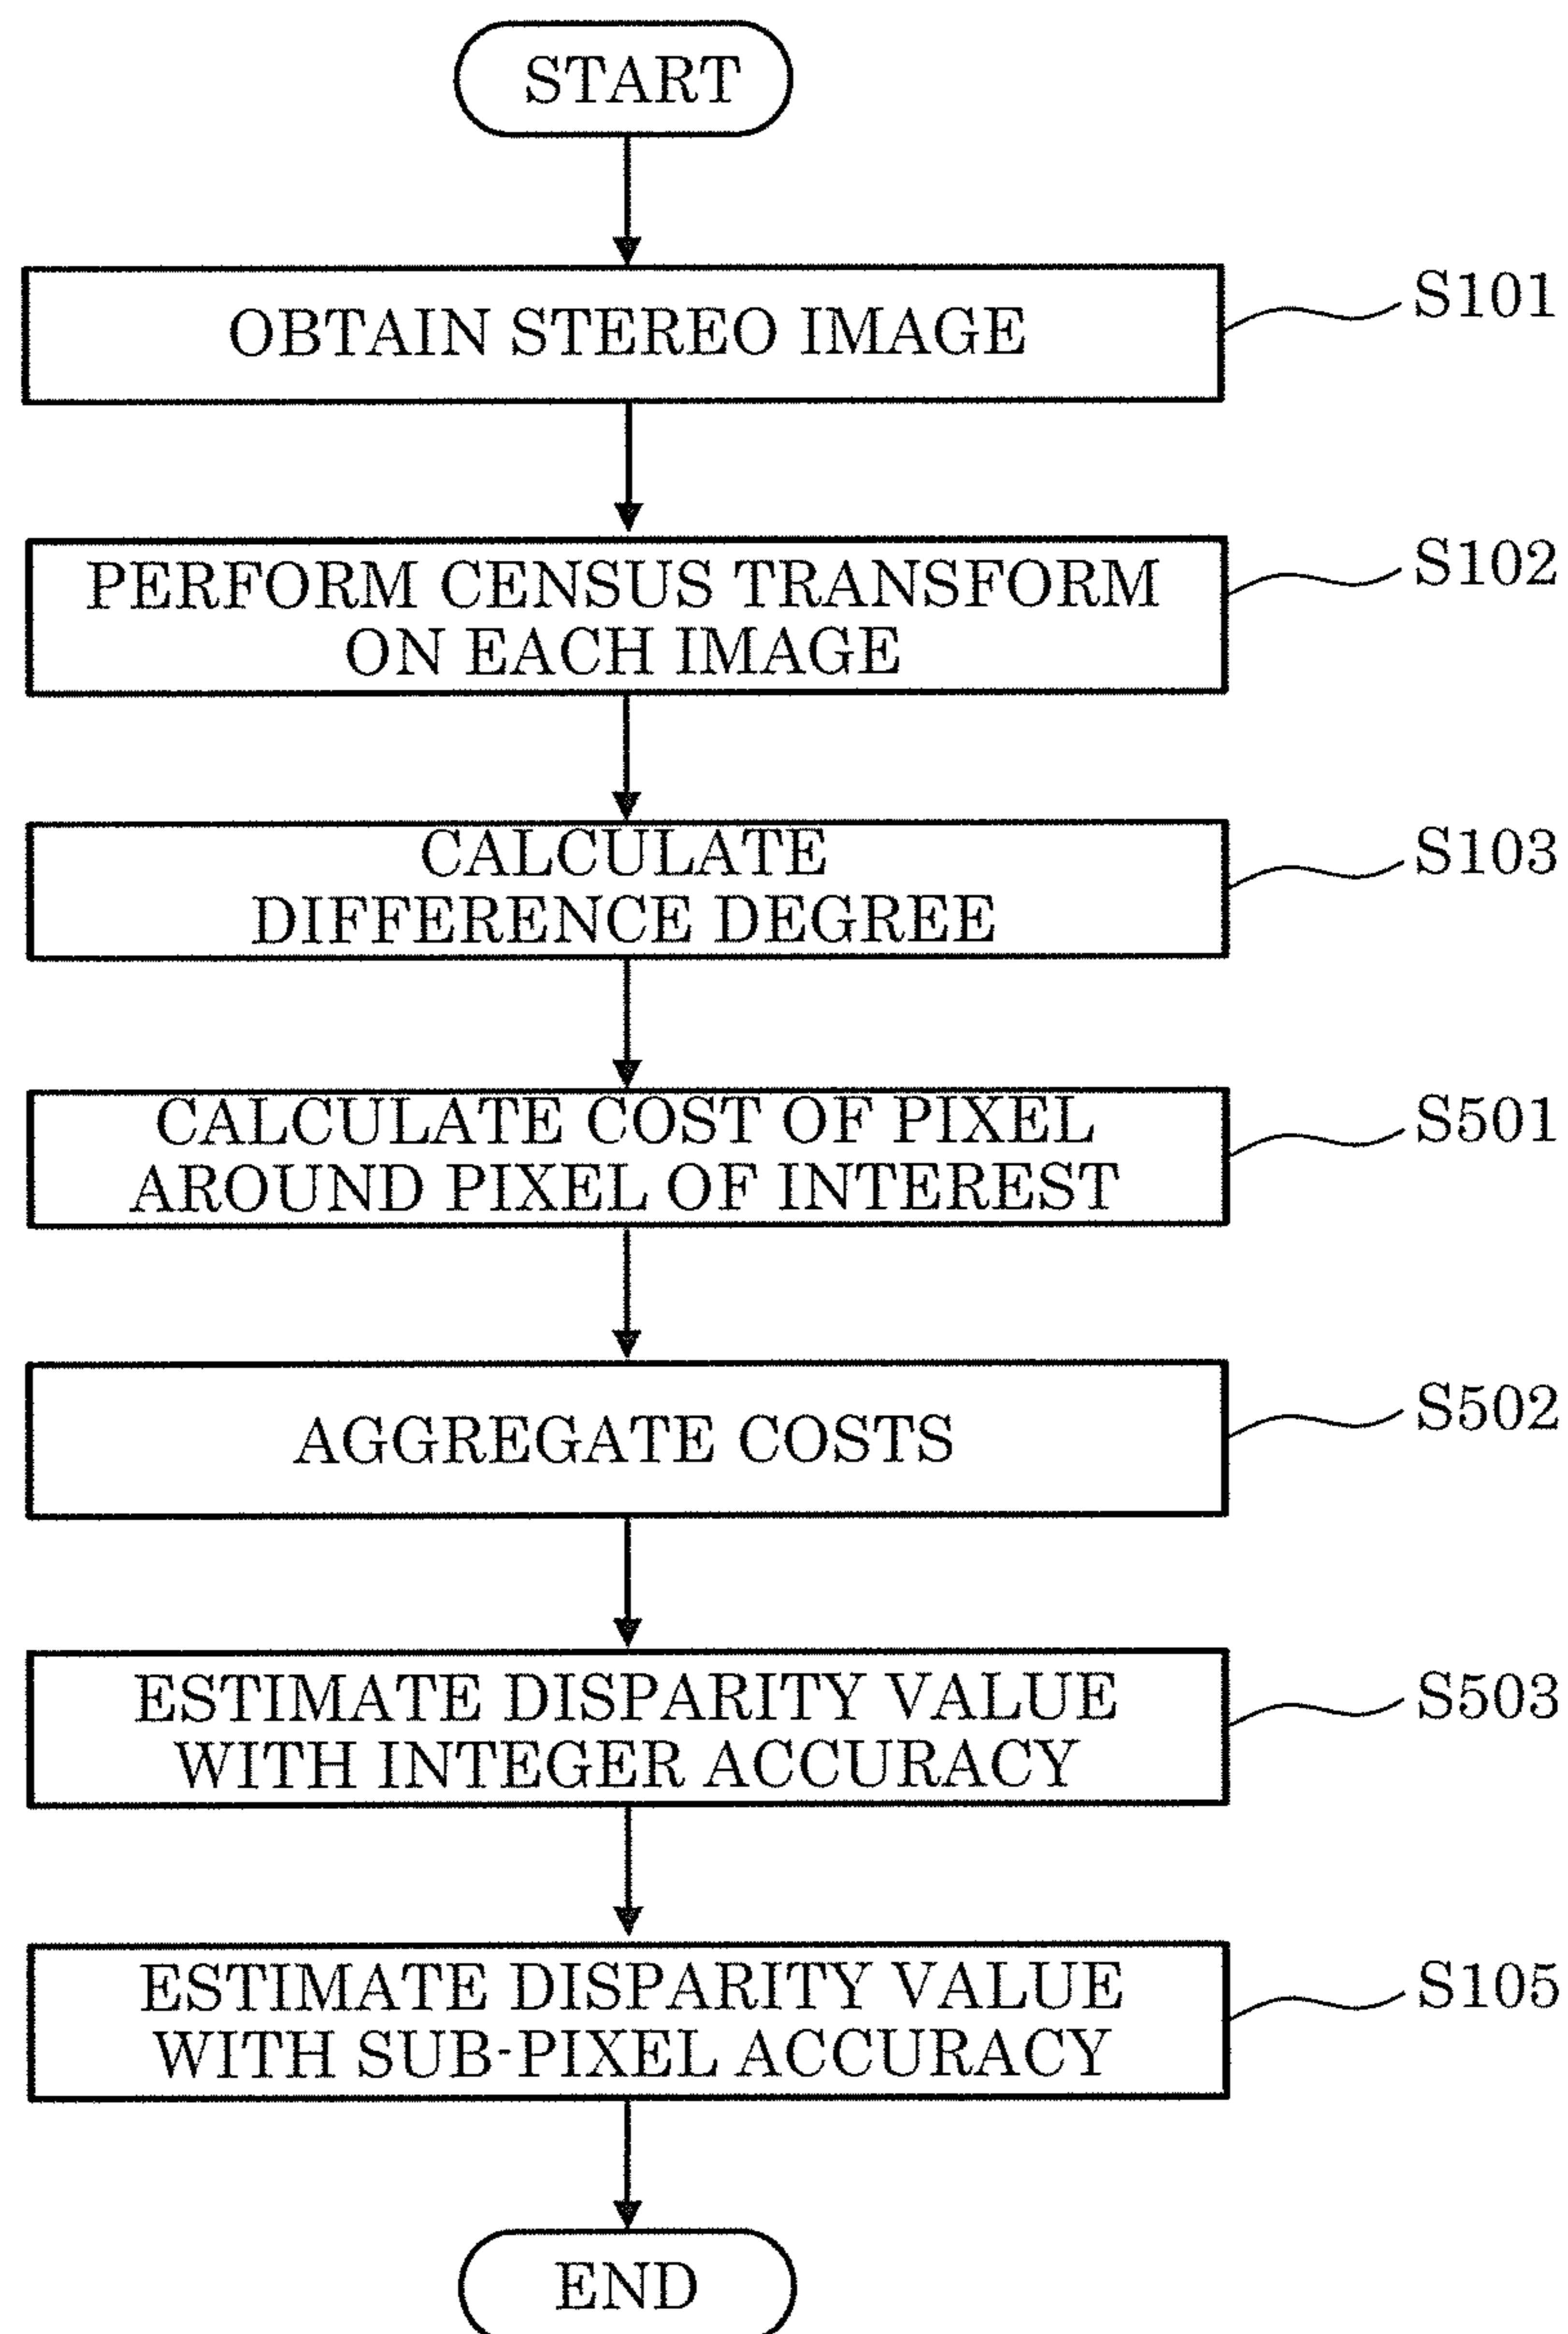 START
OBTAIN STEREO IMAGE
S101
PERFORM CENSUS TRANSFORM
ON EACH IMAGE
S102
CALCULATE
DIFFERENCE DEGREE
S103
CALCULATE COST OF PIXEL
AROUND PIXEL OF INTEREST
S501
AGGREGATE COSTS
S502
ESTIMATE DISPARITY VALUE
WITH INTEGER ACCURACY
S503
ESTIMATE DISPARITY VALUE
WITH SUB-PIXEL ACCURACY
S105
END